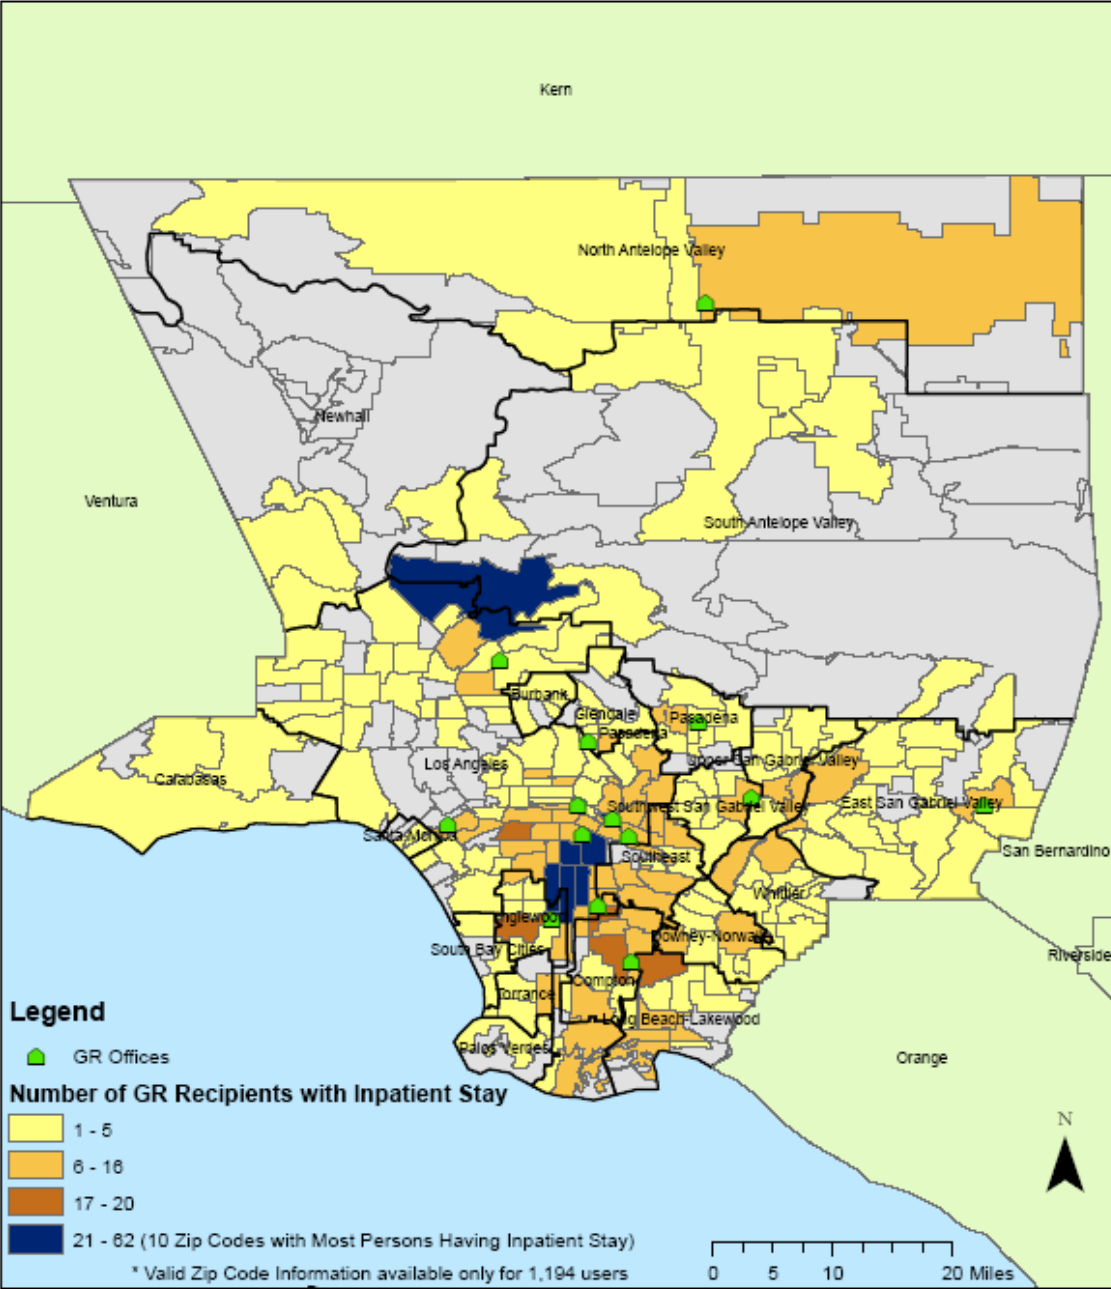 Kern
North Antelope Valley
Newhall
Ventura
South Antelope Valley
Burbank
Glendale
Pasadena
Pasadena
Los Angeles
Upper San Gabriel Valley
Calabasas
Southwest San Gabriel Valley
East San Gabriel Valley
Santa Monica
Southeast
San Bernardino
Whittier
Inglewood
Downey-Norwalk
South Bay Cities
Riverside
Compton
Torrance
Long Beach-Lakewood
Palos Verdes
Orange
Legend
GR Offices
Number of GR Recipients with Inpatient Stay
1 - 5
6 - 16
17 - 20
21 - 62 (10 Zip Codes with Most Persons Having Inpatient Stay)
* Valid Zip Code Information available only for 1,194 users
N
0 5 10 20 Miles